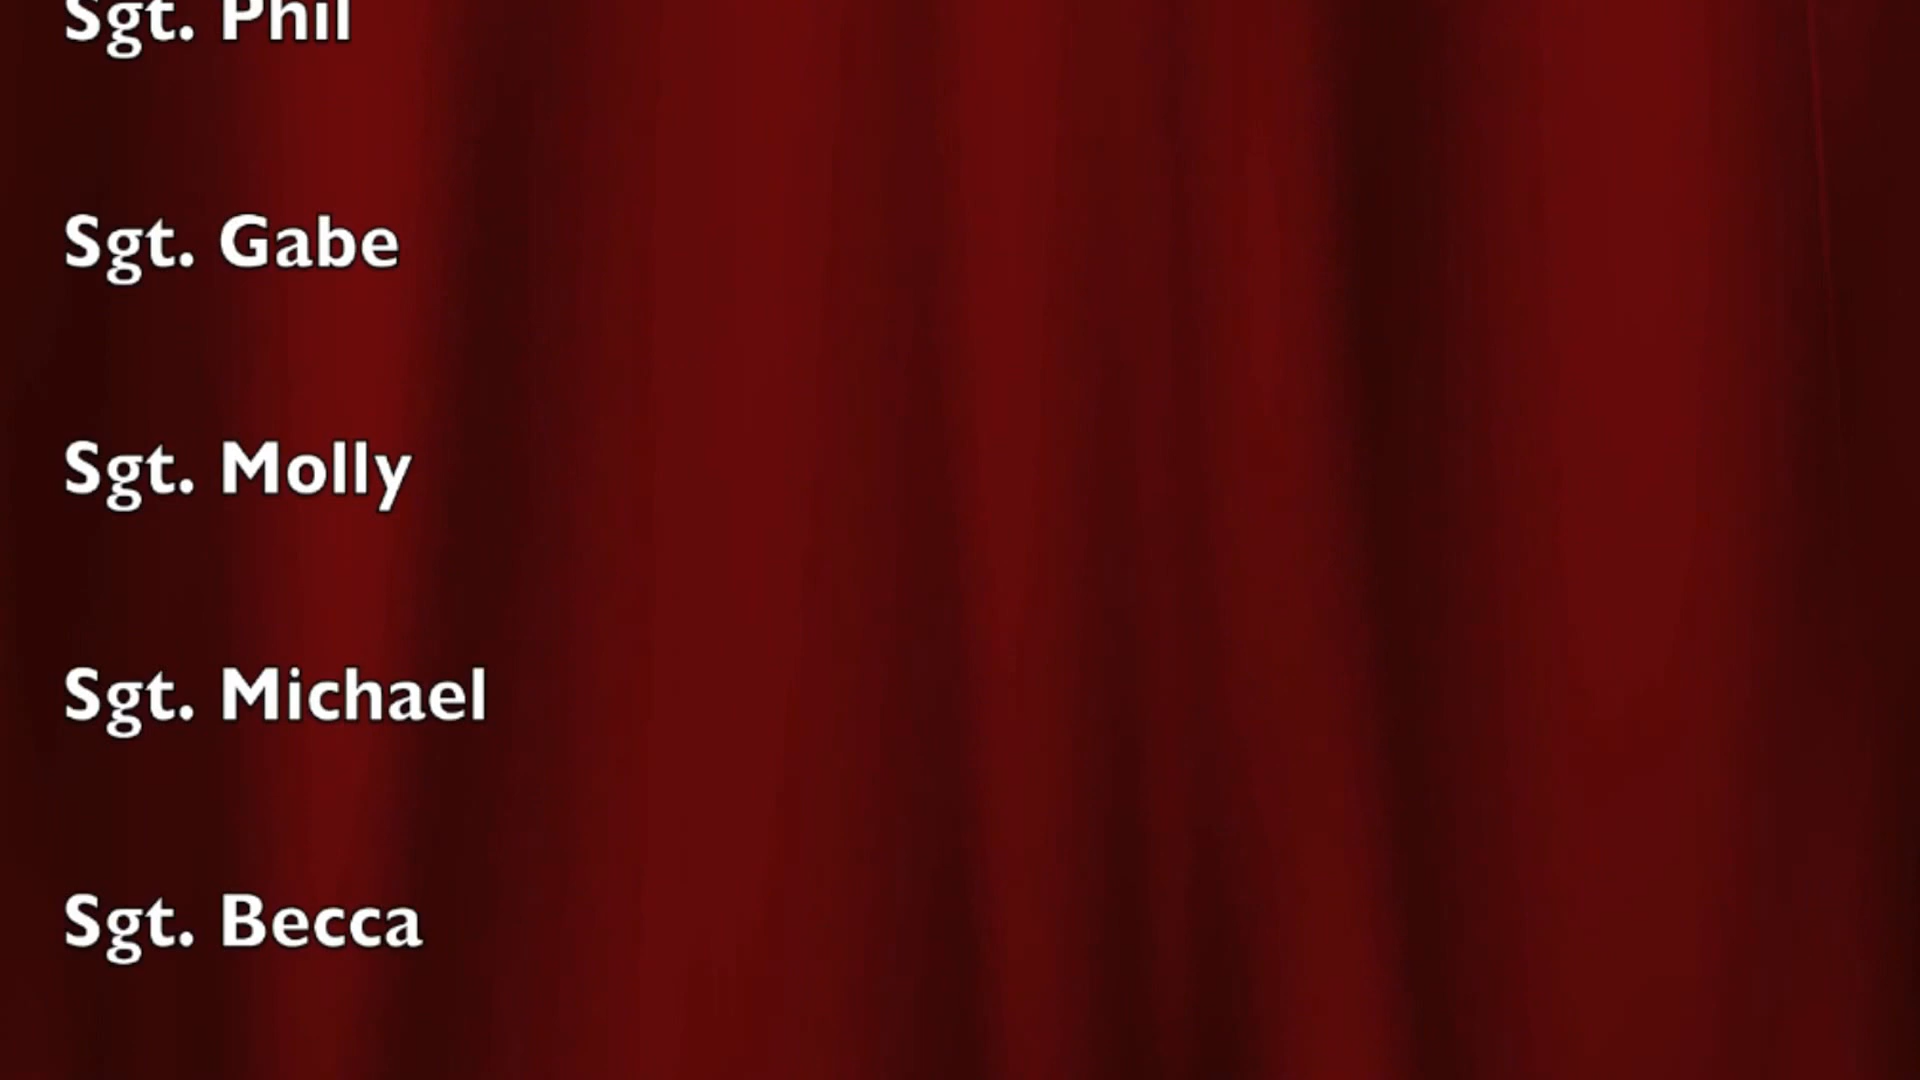 Sgt. Phil
Sgt. Gabe
Sgt. Molly
Sgt. Michael
Sgt. Becca